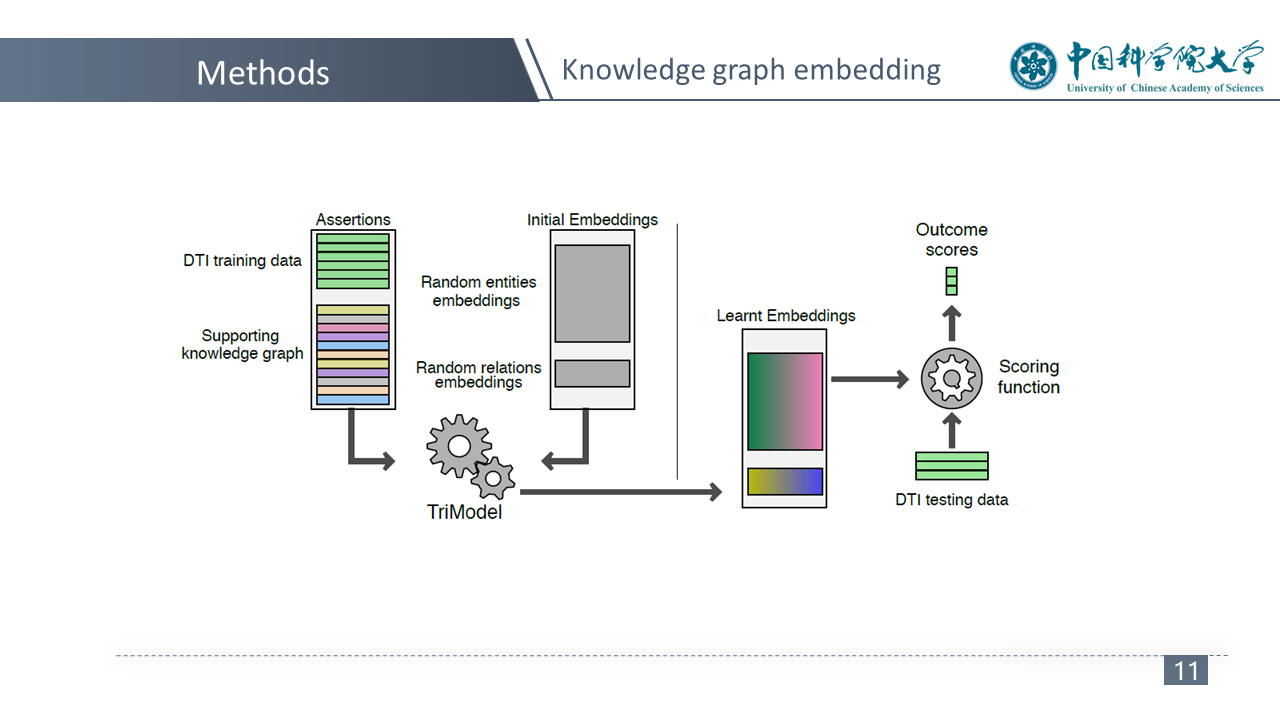 Methods
Knowledge graph embedding
中国科学院大学
University of Chinese Academy of Sciences
Assertions
DTI training data
Supporting
knowledge graph
Initial Embeddings
Random entities
embeddings
Random relations
embeddings
TriModel
Learnt Embeddings
Outcome
scores
Scoring
function
DTI testing data
11